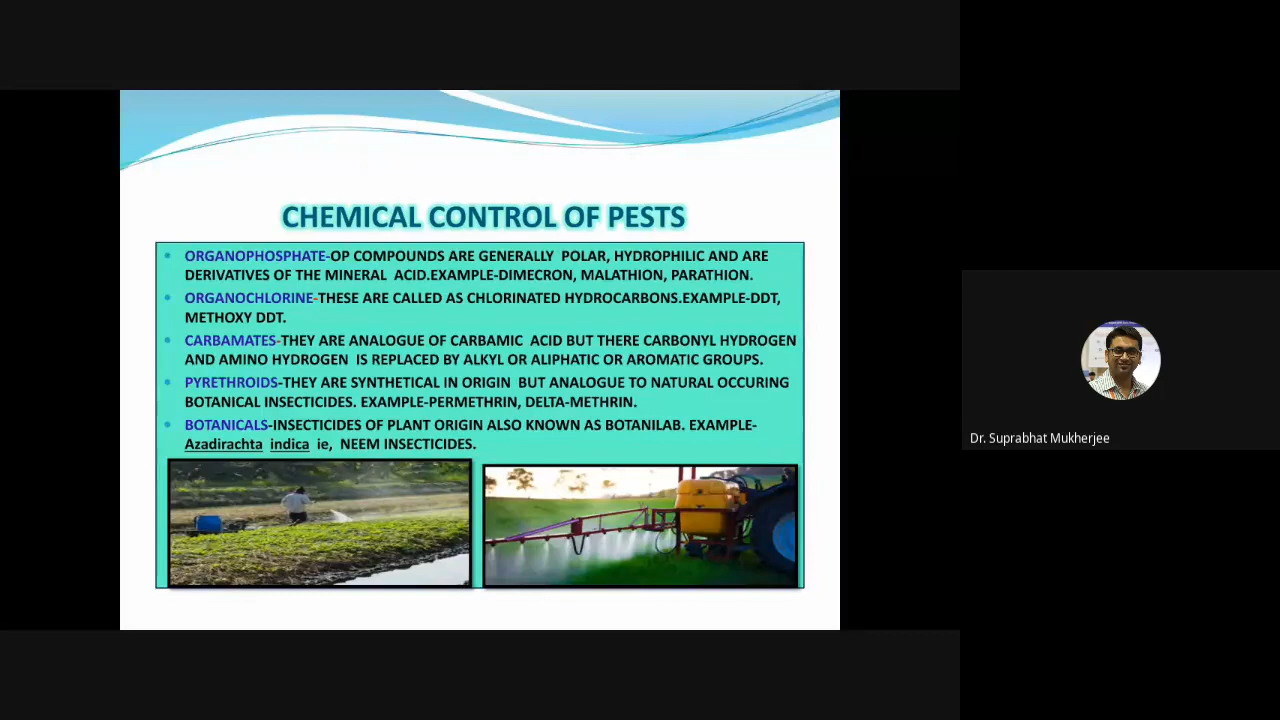 CHEMICAL CONTROL OF PESTS
ORGANOPHOSPHATE-OP COMPOUNDS ARE GENERALLY POLAR, HYDROPHILIC AND ARE
DERIVATIVES OF THE MINERAL ACID.EXAMPLE-DIMECRON, MALATHION, PARATHION.
ORGANOCHLORINE-THESE ARE CALLED AS CHLORINATED HYDROCARBONS.EXAMPLE-DDT,
METHOXY DDT.
CARBAMATES-THEY ARE ANALOGUE OF CARBAMIC ACID BUT THERE CARBONYL HYDROGEN
AND AMINO HYDROGEN IS REPLACED BY ALKYL OR ALIPHATIC OR AROMATIC GROUPS.
PYRETHROIDS-THEY ARE SYNTHETICAL IN ORIGIN BUT ANALOGUE TO NATURAL OCCURING
BOTANICAL INSECTICIDES. EXAMPLE-PERMETHRIN, DELTA-METHRIN.
BOTANICALS-INSECTICIDES OF PLANT ORIGIN ALSO KNOWN AS BOTANILAB. EXAMPLE-
Azadirachta indica ie, NEEM INSECTICIDES.
Dr. Suprabhat Mukherjee